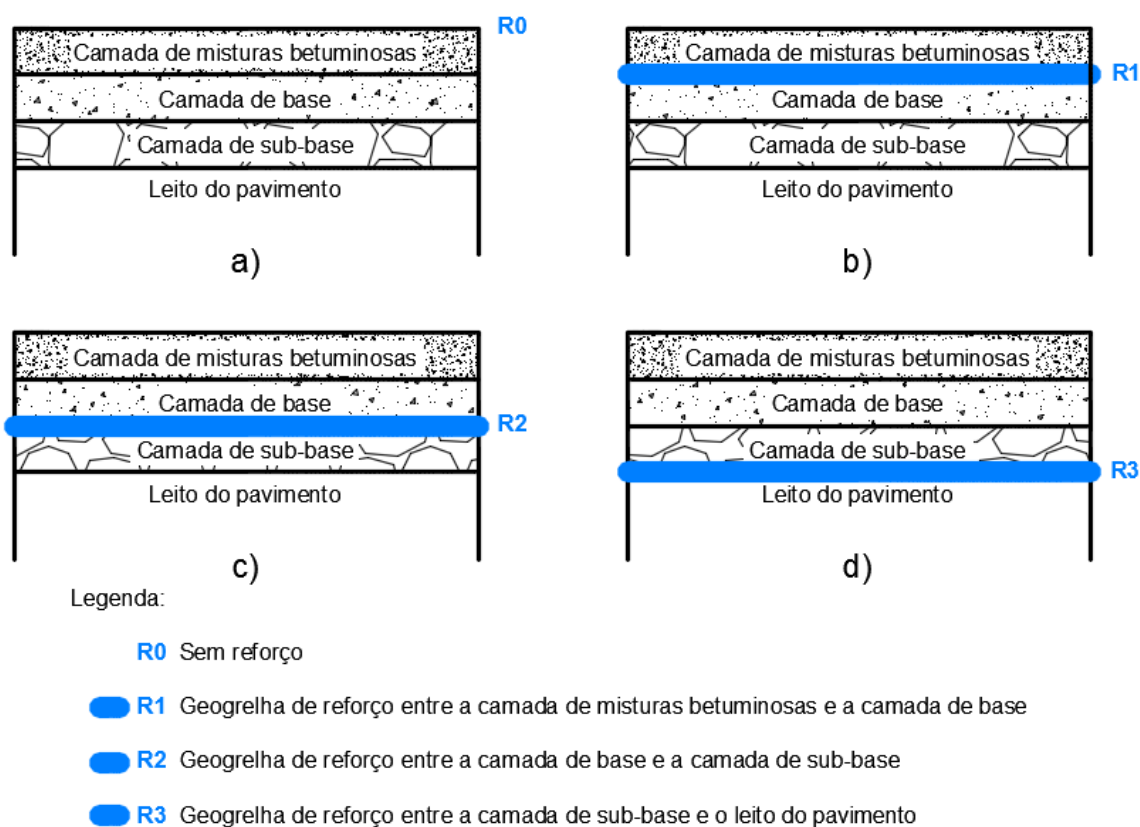 R0
Camada de misturas betuminosas
Camada de base
Camada de sub-base
Leito do pavimento
a)
Camada de misturas betuminosas
R1
Camada de base
Camada de sub-base
Leito do pavimento
b)
Camada de misturas betuminosas
Camada de base
R2
Camada de sub-base
Leito do pavimento
c)
Camada de misturas betuminosas
Camada de base
Camada de sub-base
R3
Leito do pavimento
d)
Legenda:
R0 Sem reforço
R1 Geogrelha de reforço entre a camada de misturas betuminosas e a camada de base
R2 Geogrelha de reforço entre a camada de base e a camada de sub-base
R3 Geogrelha de reforço entre a camada de sub-base e o leito do pavimento